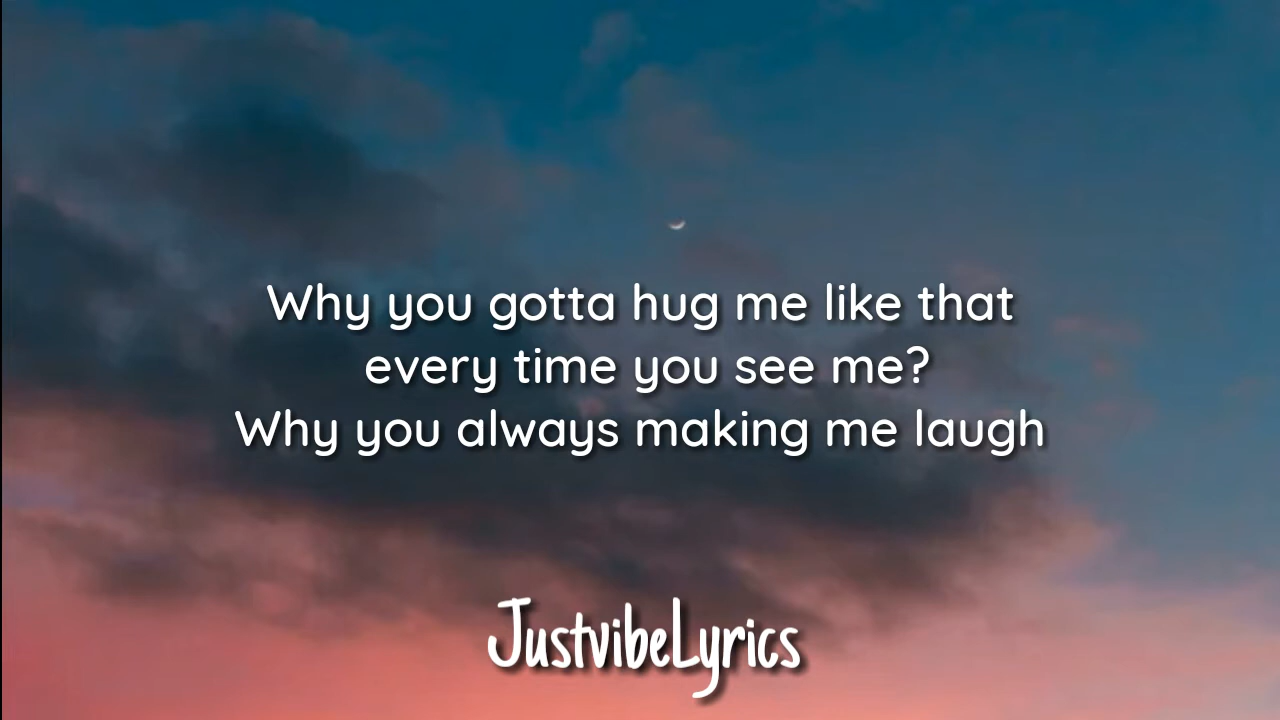 Why you gotta hug me like that
every time you see me?
Why you always making me laugh
JustvibeLyrics